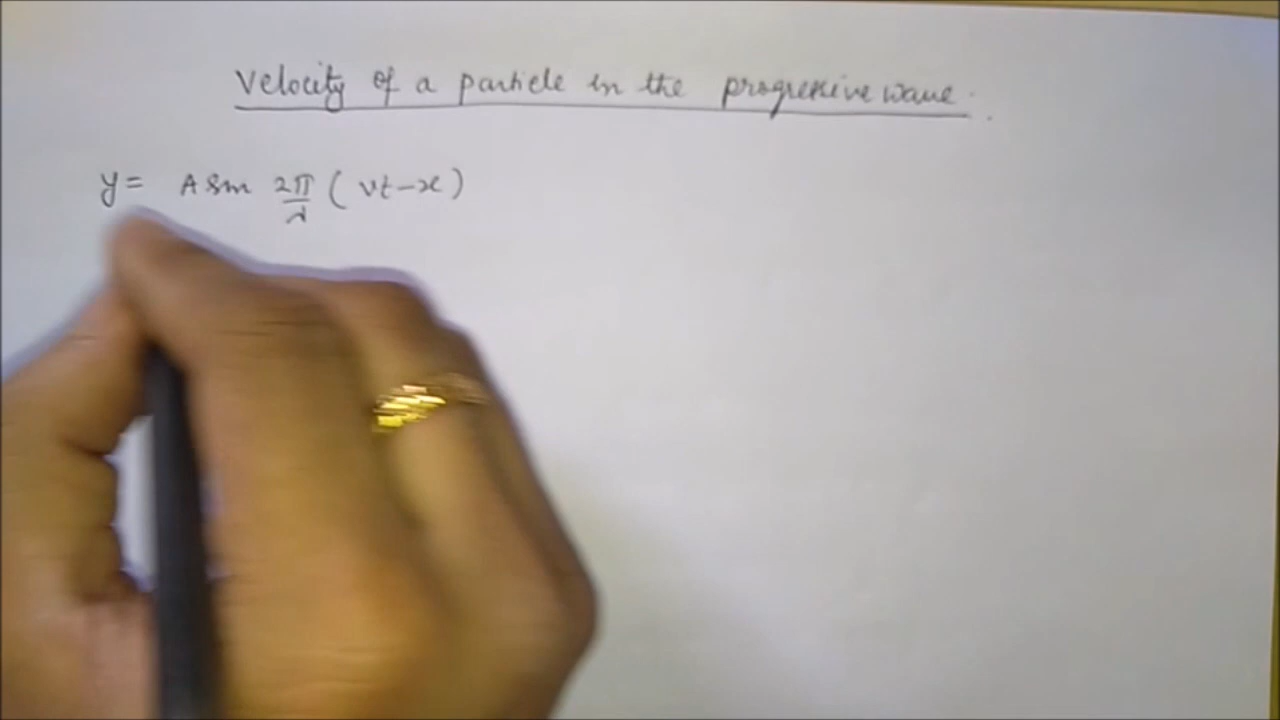 Velocity of a particle in the progressive wave.
y = A Sin 2π/λ (vt-x)